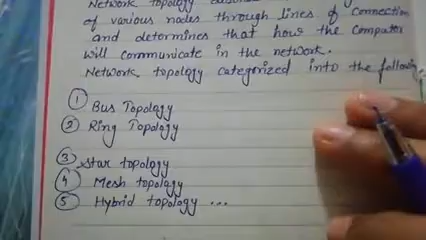 Network topology
of various nodes through lines of connection
and determines that how the computer
will communicate in the network.
Network topology categorized into the following
① Bus Topology
② Ring Topology
③ Star topology
④ Mesh topology
⑤ Hybrid topology ...